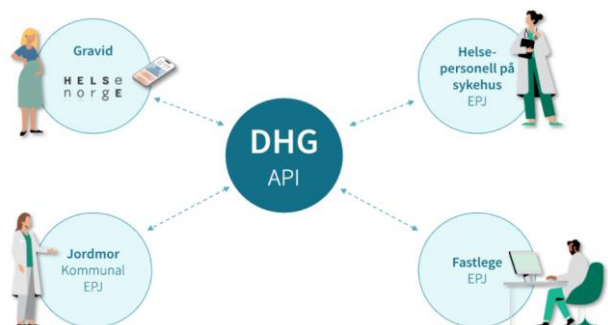 Gravid
HELSE
norgE
Helse-
personell på
sykehus
EPJ
DHG
API
Jordmor
Kommunal
EPJ
Fastlege
EPJ